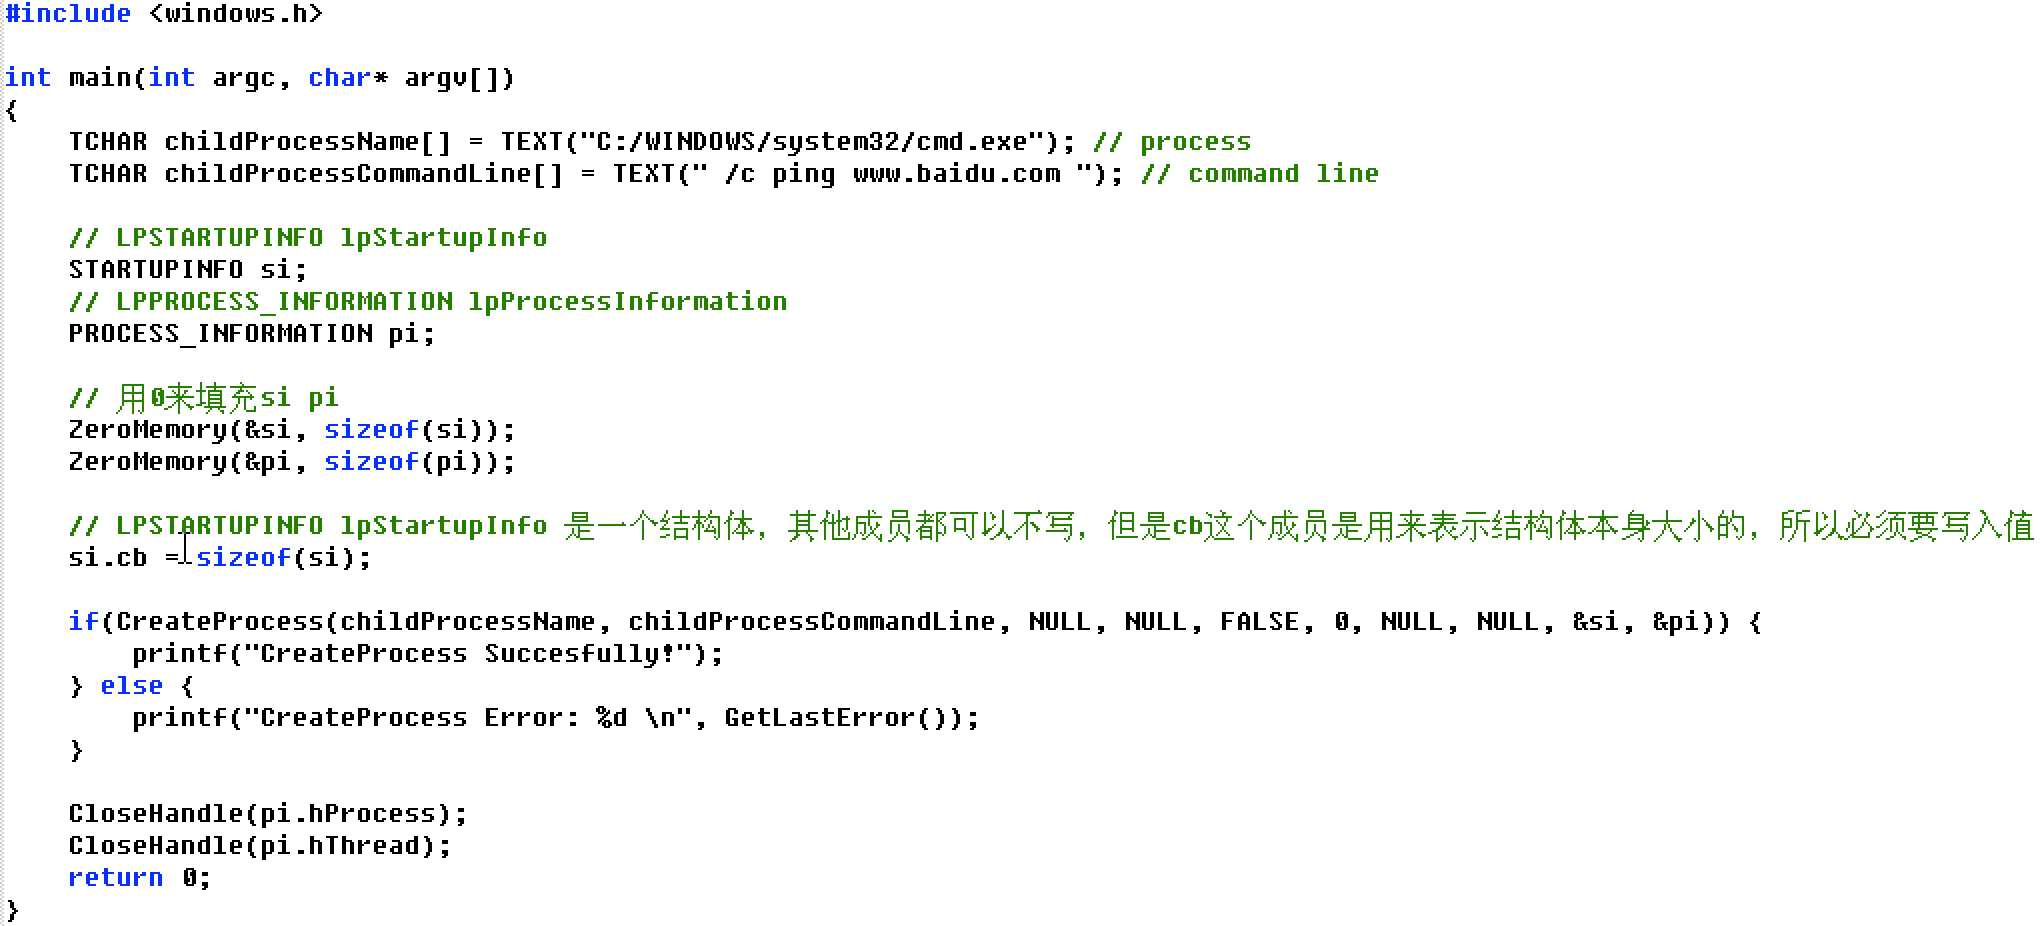 #include <windows.h>
int main(int argc, char* argv[])
{
TCHAR childProcessName[] = TEXT("C:/WINDOWS/system32/cmd.exe"); // process
TCHAR childProcessCommandLine[] = TEXT(" /c ping www.baidu.com "); // command line
// LPSTARTUPINFO lpStartupInfo
STARTUPINFO si;
// LPPROCESS_INFORMATION lpProcessInformation
PROCESS_INFORMATION pi;
// 用0来填充si pi
ZeroMemory(&si, sizeof(si));
ZeroMemory(&pi, sizeof(pi));
// LPSTARTUPINFO lpStartupInfo 是一个结构体，其他成员都可以不写，但是cb这个成员是用来表示结构体本身大小的，所以必须要写入值
si.cb = sizeof(si);
if(CreateProcess(childProcessName, childProcessCommandLine, NULL, NULL, FALSE, 0, NULL, NULL, &si, &pi)) {
printf("CreateProcess Succesfully!");
} else {
printf("CreateProcess Error: %d \n", GetLastError());
}
CloseHandle(pi.hProcess);
CloseHandle(pi.hThread);
return 0;
}